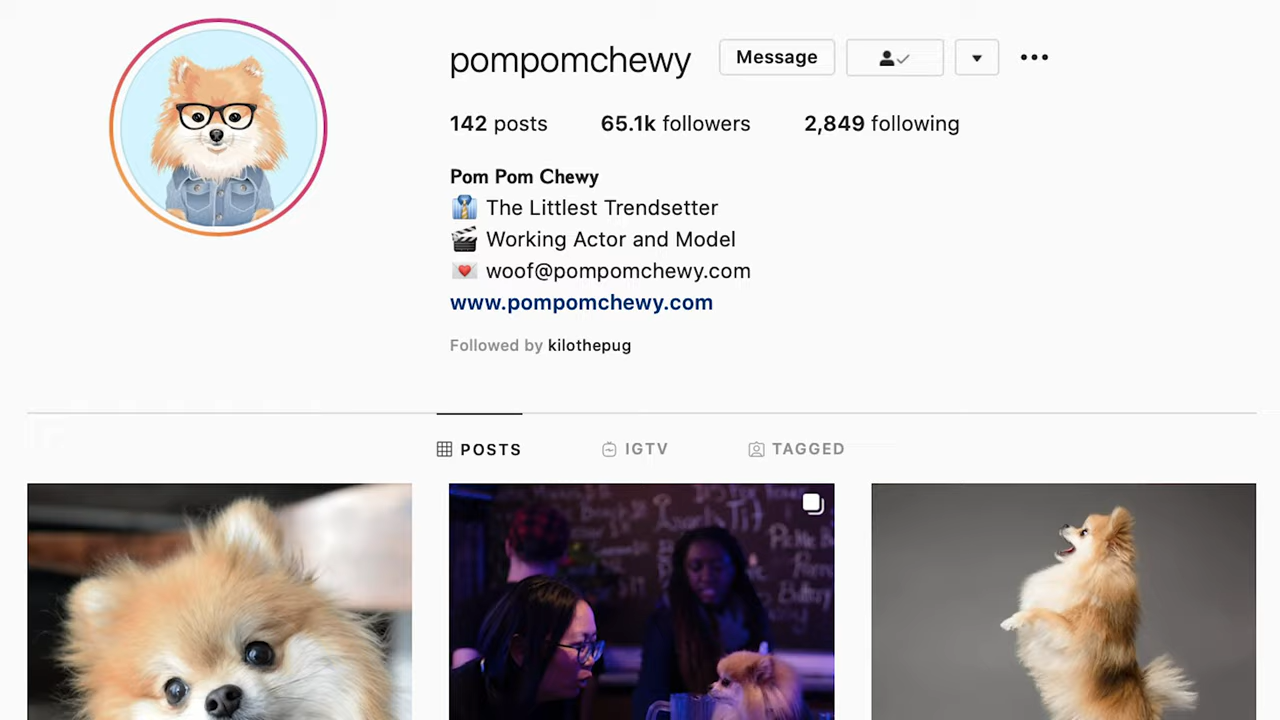 pompomchewy
Message
142 posts 65.1k followers 2,849 following
Pom Pom Chewy
👔 The Littlest Trendsetter
🎬 Working Actor and Model
💌 woof@pompomchewy.com
www.pompomchewy.com
Followed by kilothepug
POSTS IGTV TAGGED